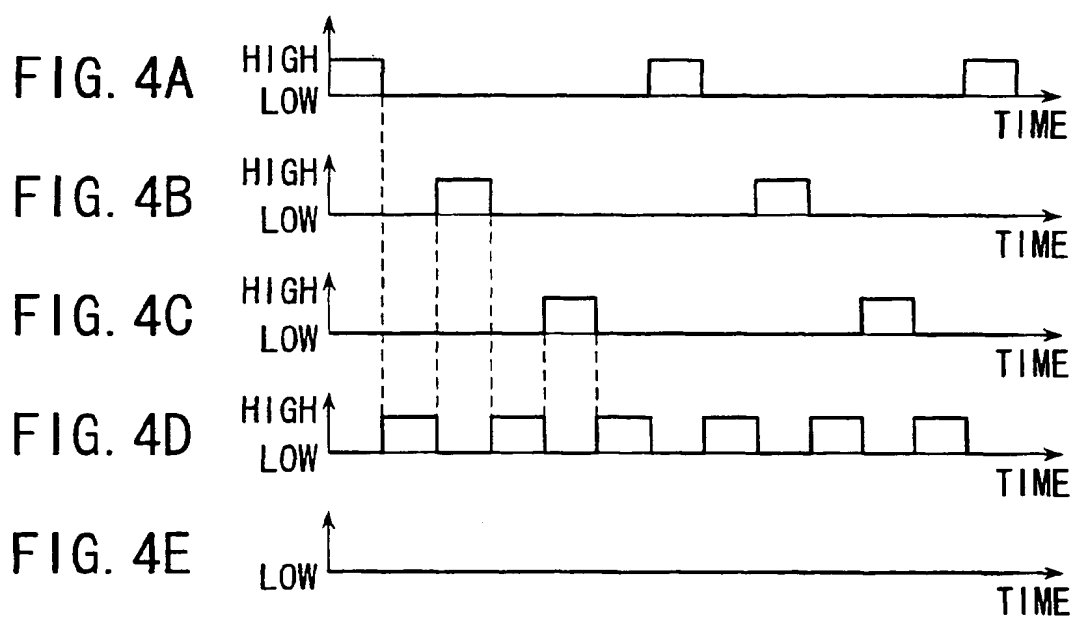 FIG. 4A
HIGH
LOW
TIME
FIG. 4B
HIGH
LOW
TIME
FIG. 4C
HIGH
LOW
TIME
FIG. 4D
HIGH
LOW
TIME
FIG. 4E
LOW
TIME